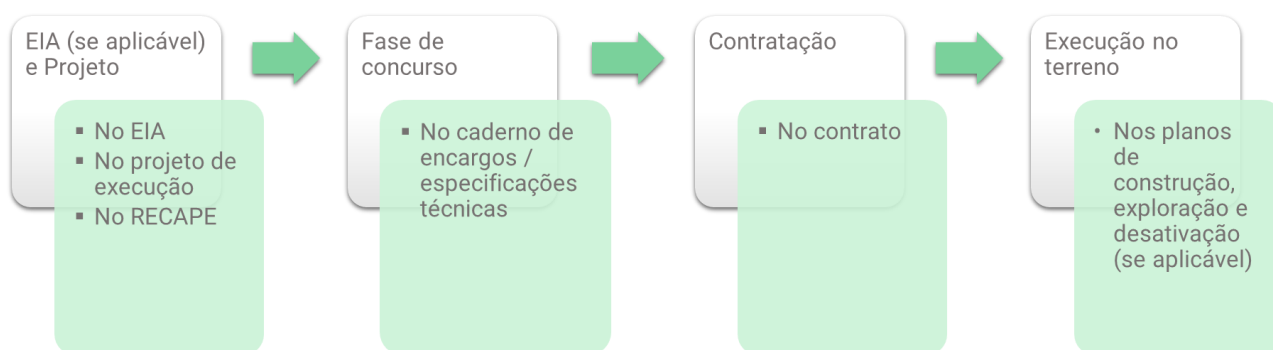 EIA (se aplicável)
e Projeto
▪ No EIA
▪ No projeto de
execução
▪ No RECAPE
Fase de
concurso
▪ No caderno de
encargos /
especificações
técnicas
Contratação
▪ No contrato
Execução no
terreno
• Nos planos
de
construção,
exploração e
desativação
(se aplicável)